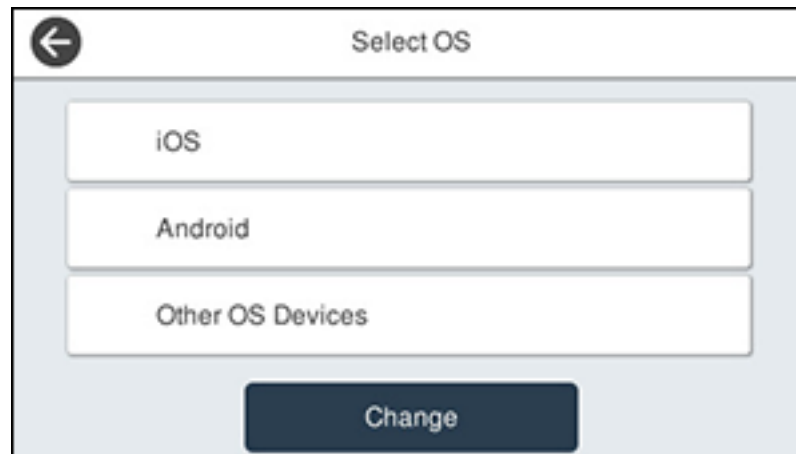 Select OS
iOS
Android
Other OS Devices
Change